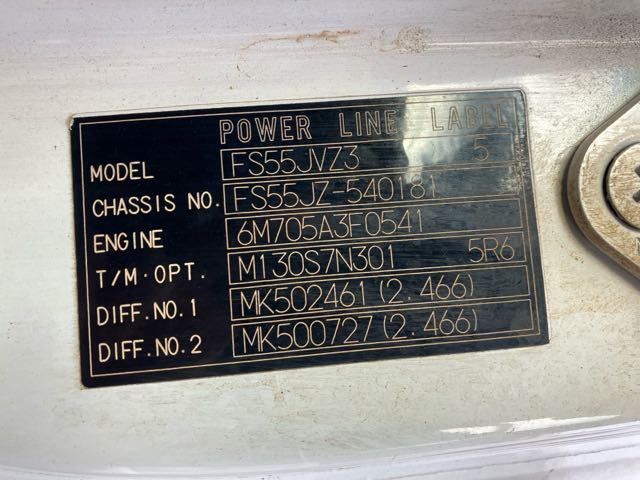 POWER LINE LABEL
MODEL FS55JVZ3 5
CHASSIS NO. FS55JZ-540181
ENGINE 6M705A3F0541
T/M·OPT. M130S7N301 5R6
DIFF.NO.1 MK502461(2.466)
DIFF.NO.2 MK500727(2.466)